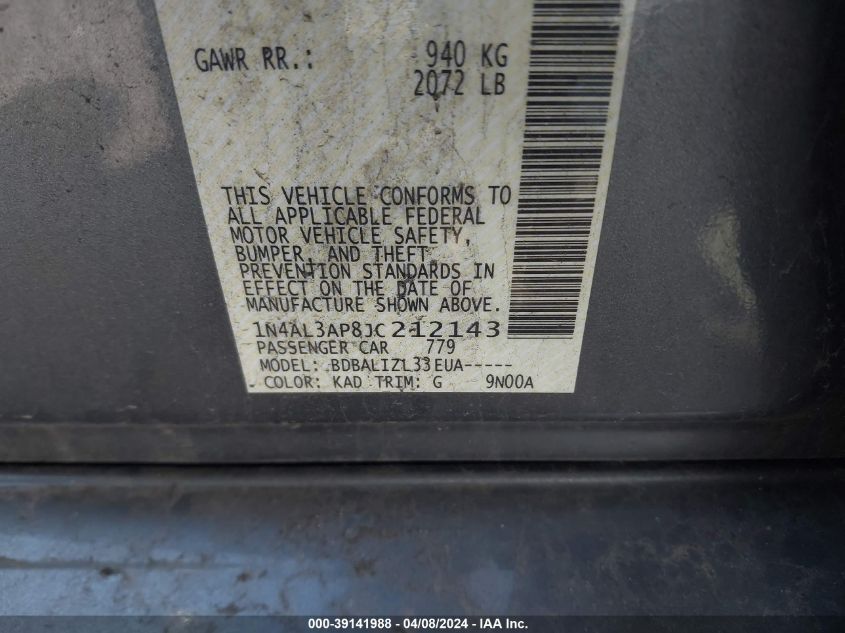 GAWR RR.: 940 KG
2072 LB
THIS VEHICLE CONFORMS TO
ALL APPLICABLE FEDERAL
MOTOR VEHICLE SAFETY,
BUMPER, AND THEFT
PREVENTION STANDARDS IN
EFFECT ON THE DATE OF
MANUFACTURE SHOWN ABOVE.
1N4AL3AP8JC212143
PASSENGER CAR 779
MODEL: BDBALIZL33EUA-----
COLOR: KAD TRIM: G 9N00A
000-39141988 - 04/08/2024 - IAA Inc.